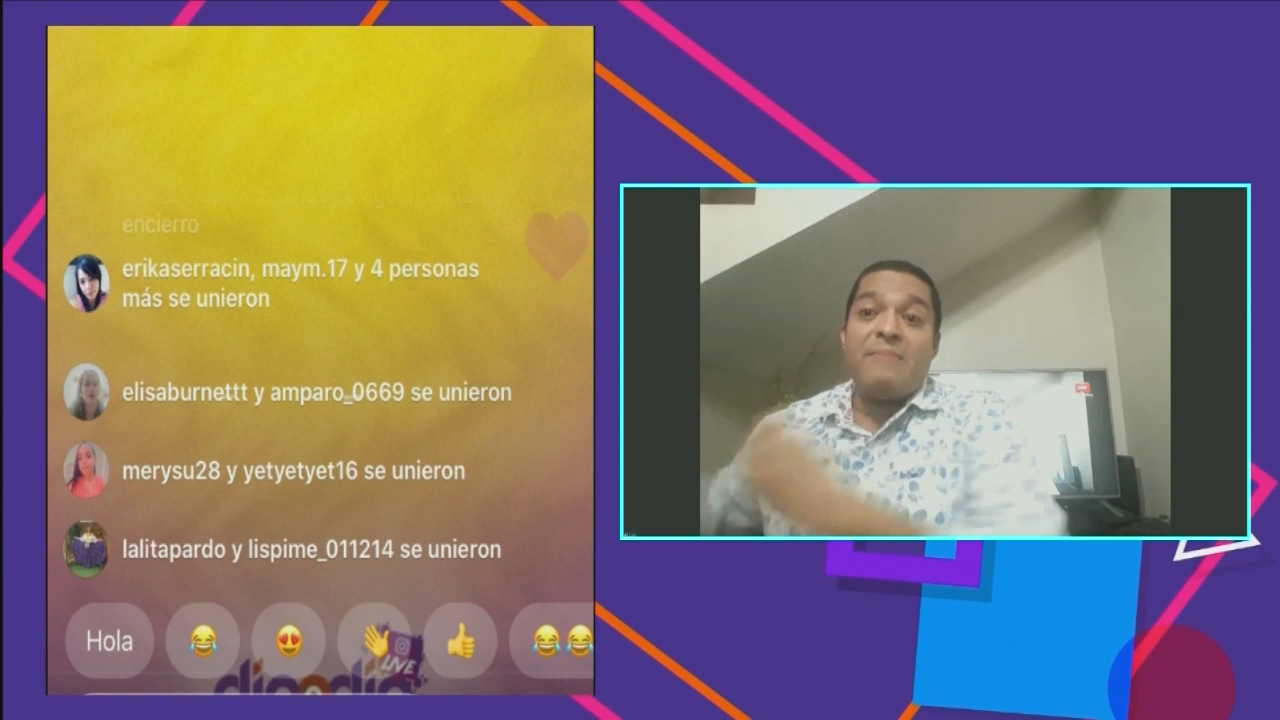 encierro
erikaserracin, maym.17 y 4 personas
más se unieron
elisaburnettt y amparo_0669 se unieron
merysu28 y yetyetyet16 se unieron
lalitapardo y lispime_011214 se unieron
Hola
LIVE